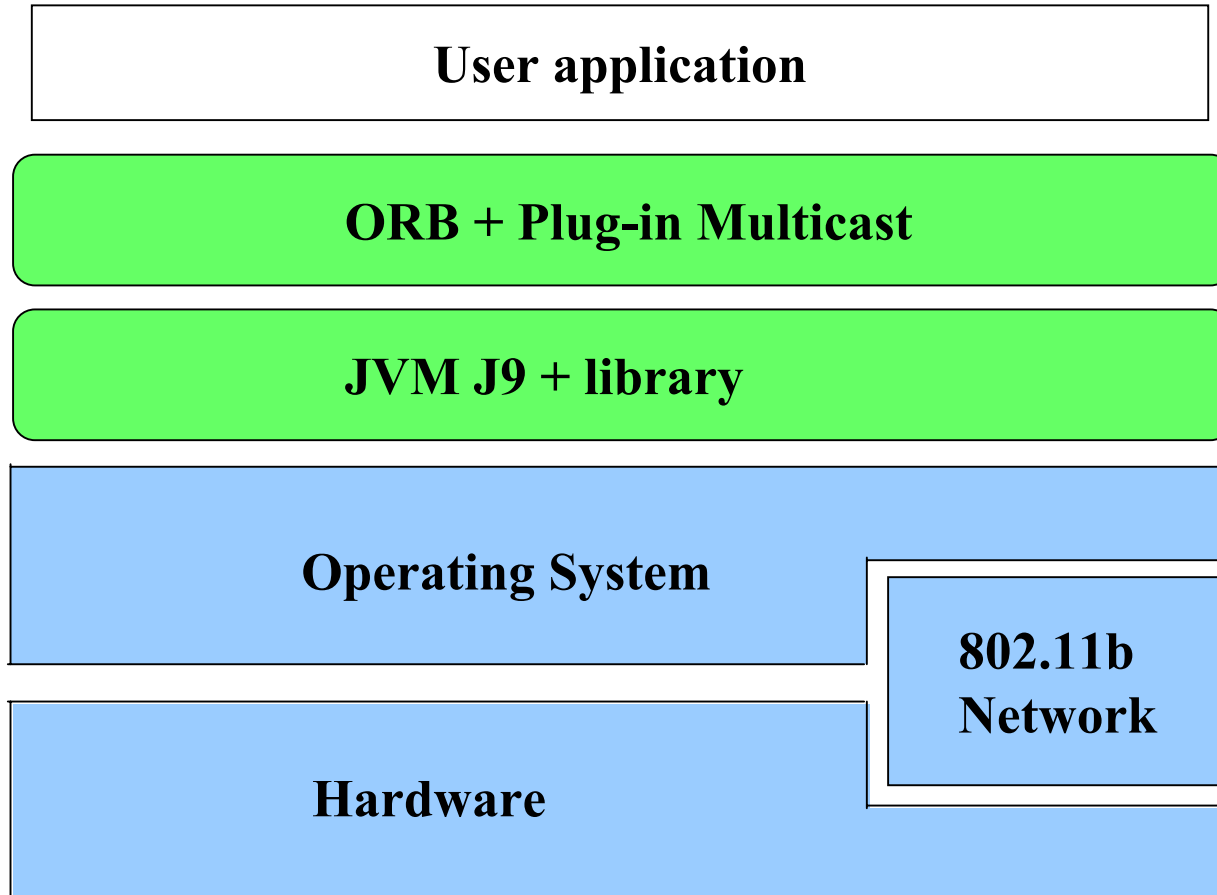 User application
ORB + Plug-in Multicast
JVM J9 + library
Operating System
802.11b
Network
Hardware